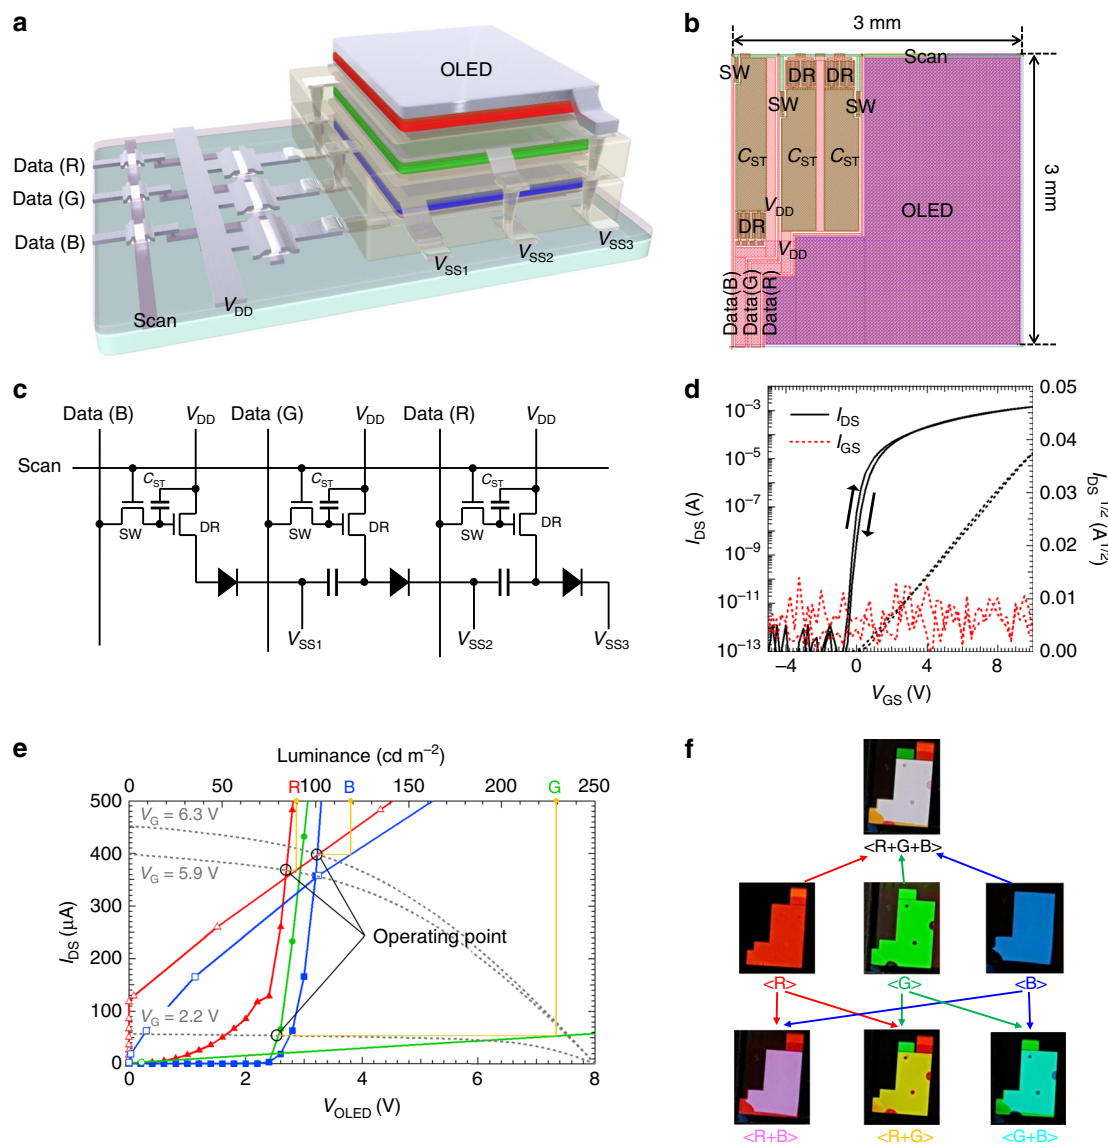 a
OLED
Data (R)
Data (G)
Data (B)
VSS3
VSS2
VSS1
VDD
Scan
b
3 mm
Scan
SW
DR
DR
SW
SW
CST
CST
CST
3 mm
VDD
OLED
DR
VDD
Data(B)
Data(G)
Data(R)
c
Data (B)
VDD
Data (G)
VDD
Data (R)
VDD
Scan
CST
CST
CST
SW
DR
SW
DR
SW
DR
VSS1
VSS2
VSS3
d
IDS
IGS
10−3
10−5
10−7
10−9
10−11
10−13
0.05
0.04
0.03
0.02
0.01
0.00
−4
0
4
8
IDS (A)
IDS1/2 (A1/2)
VGS (V)
e
Luminance (cd m−2)
0
50
100
150
200
250
R
B
G
500
400
300
200
100
0
VG = 6.3 V
VG = 5.9 V
VG = 2.2 V
Operating point
IDS (µA)
0
2
4
6
8
VOLED (V)
f
<R+G+B>
<R>
<G>
<B>
<R+B>
<R+G>
<G+B>